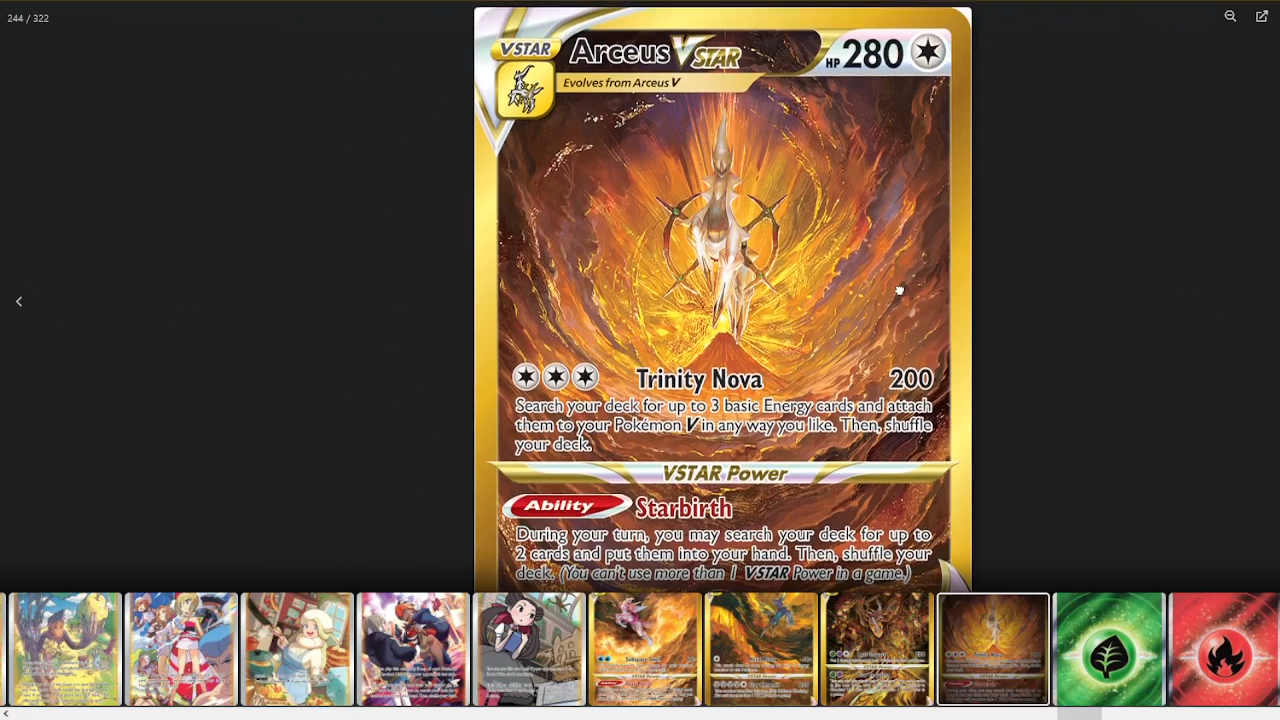 244 / 322
VSTAR Arceus VSTAR HP 280
Evolves from Arceus V
Trinity Nova 200
Search your deck for up to 3 basic Energy cards and attach
them to your Pokémon V in any way you like. Then, shuffle
your deck.
VSTAR Power
Ability Starbirth
During your turn, you may search your deck for up to
2 cards and put them into your hand. Then, shuffle your
deck. (You can't use more than 1 VSTAR Power in a game.)